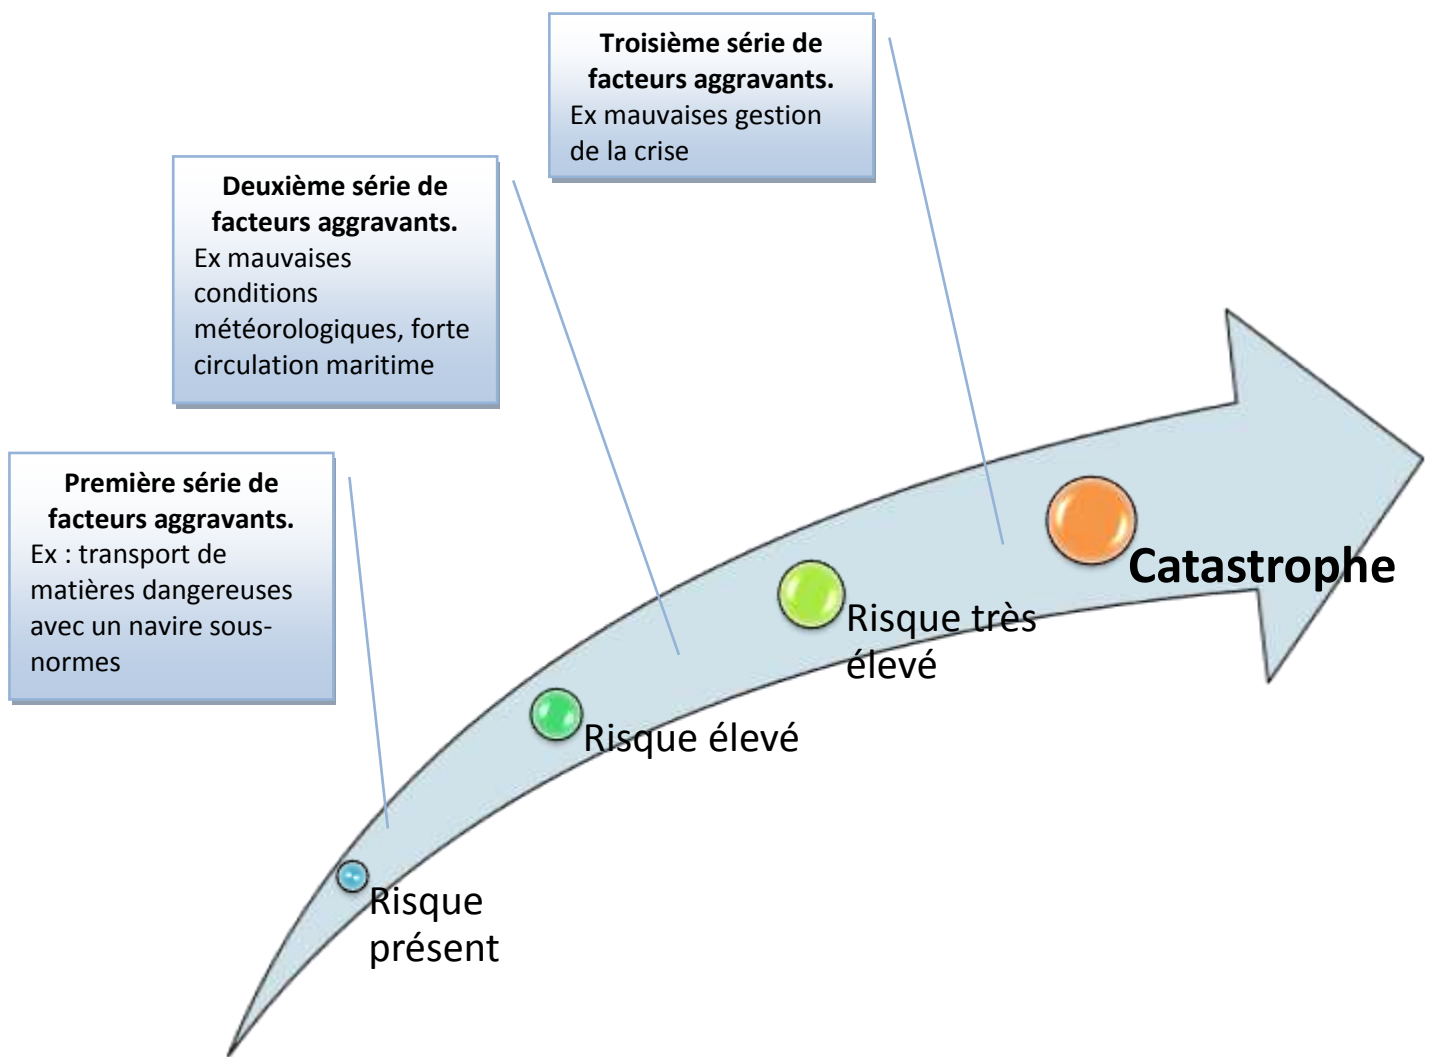 Troisième série de
facteurs aggravants.
Ex mauvaises gestion
de la crise
Deuxième série de
facteurs aggravants.
Ex mauvaises
conditions
météorologiques, forte
circulation maritime
Première série de
facteurs aggravants.
Ex : transport de
matières dangereuses
avec un navire sous-
normes
Catastrophe
Risque très
élevé
Risque élevé
Risque
présent